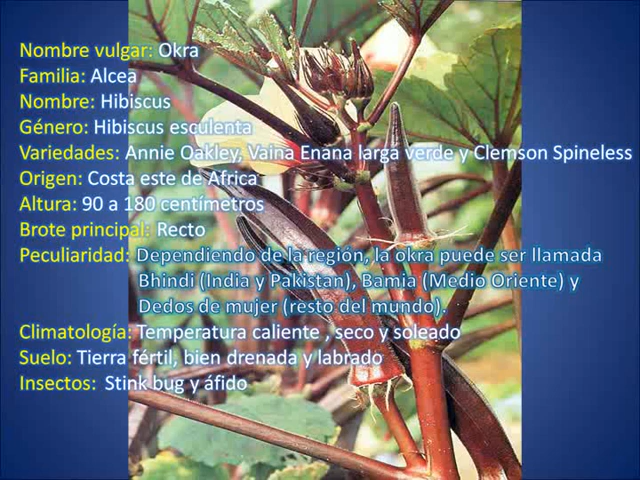 Nombre vulgar: Okra
Familia: Alcea
Nombre: Hibiscus
Género: Hibiscus esculenta
Variedades: Annie Oakley, Vaina Enana larga verde y Clemson Spineless
Origen: Costa este de Africa
Altura: 90 a 180 centímetros
Brote principal: Recto
Peculiaridad: Dependiendo de la región, la okra puede ser llamada
Bhindi (India y Pakistan), Bamia (Medio Oriente) y
Dedos de mujer (resto del mundo).
Climatología: Temperatura caliente , seco y soleado
Suelo: Tierra fértil, bien drenada y labrado
Insectos: Stink bug y áfido